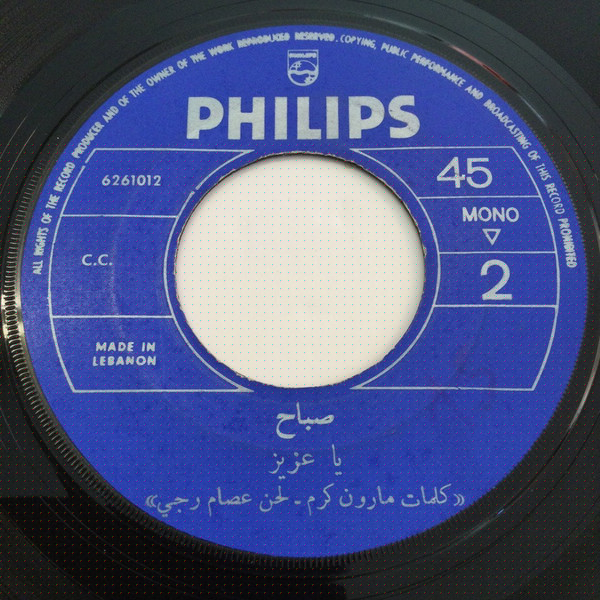 ALL RIGHTS OF THE RECORD PRODUCER AND OF THE OWNER OF THE WORK REPRODUCED RESERVED. COPYING, PUBLIC PERFORMANCE AND BROADCASTING OF THIS RECORD PROHIBITED
PHILIPS
PHILIPS
6261012
45
MONO
C.C.
2
MADE IN
LEBANON
صباح
يا عزيز
«كلمات مارون كرم - لحن عصام رجي»